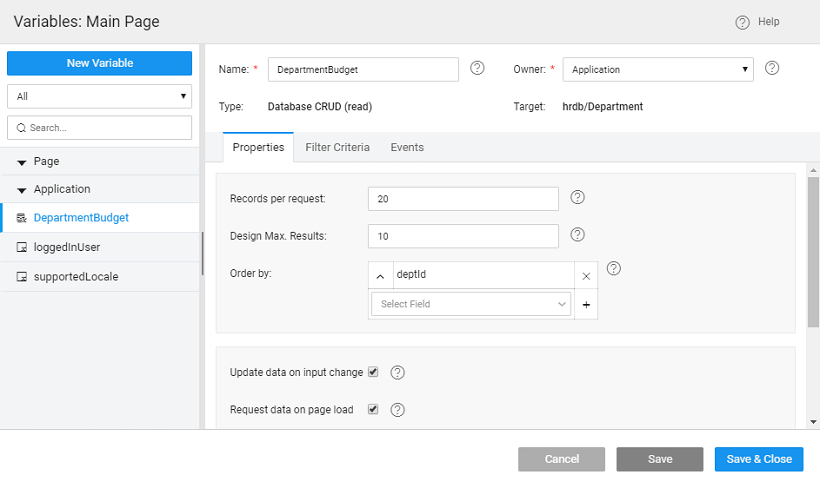 Variables: Main Page
Help
New Variable
All
Search...
Page
Application
DepartmentBudget
loggedInUser
supportedLocale
Name: *
DepartmentBudget
Owner: *
Application
Type:
Database CRUD (read)
Target:
hrdb/Department
Properties
Filter Criteria
Events
Records per request:
20
Design Max. Results:
10
Order by:
deptId
Select Field
Update data on input change
Request data on page load
Cancel
Save
Save & Close